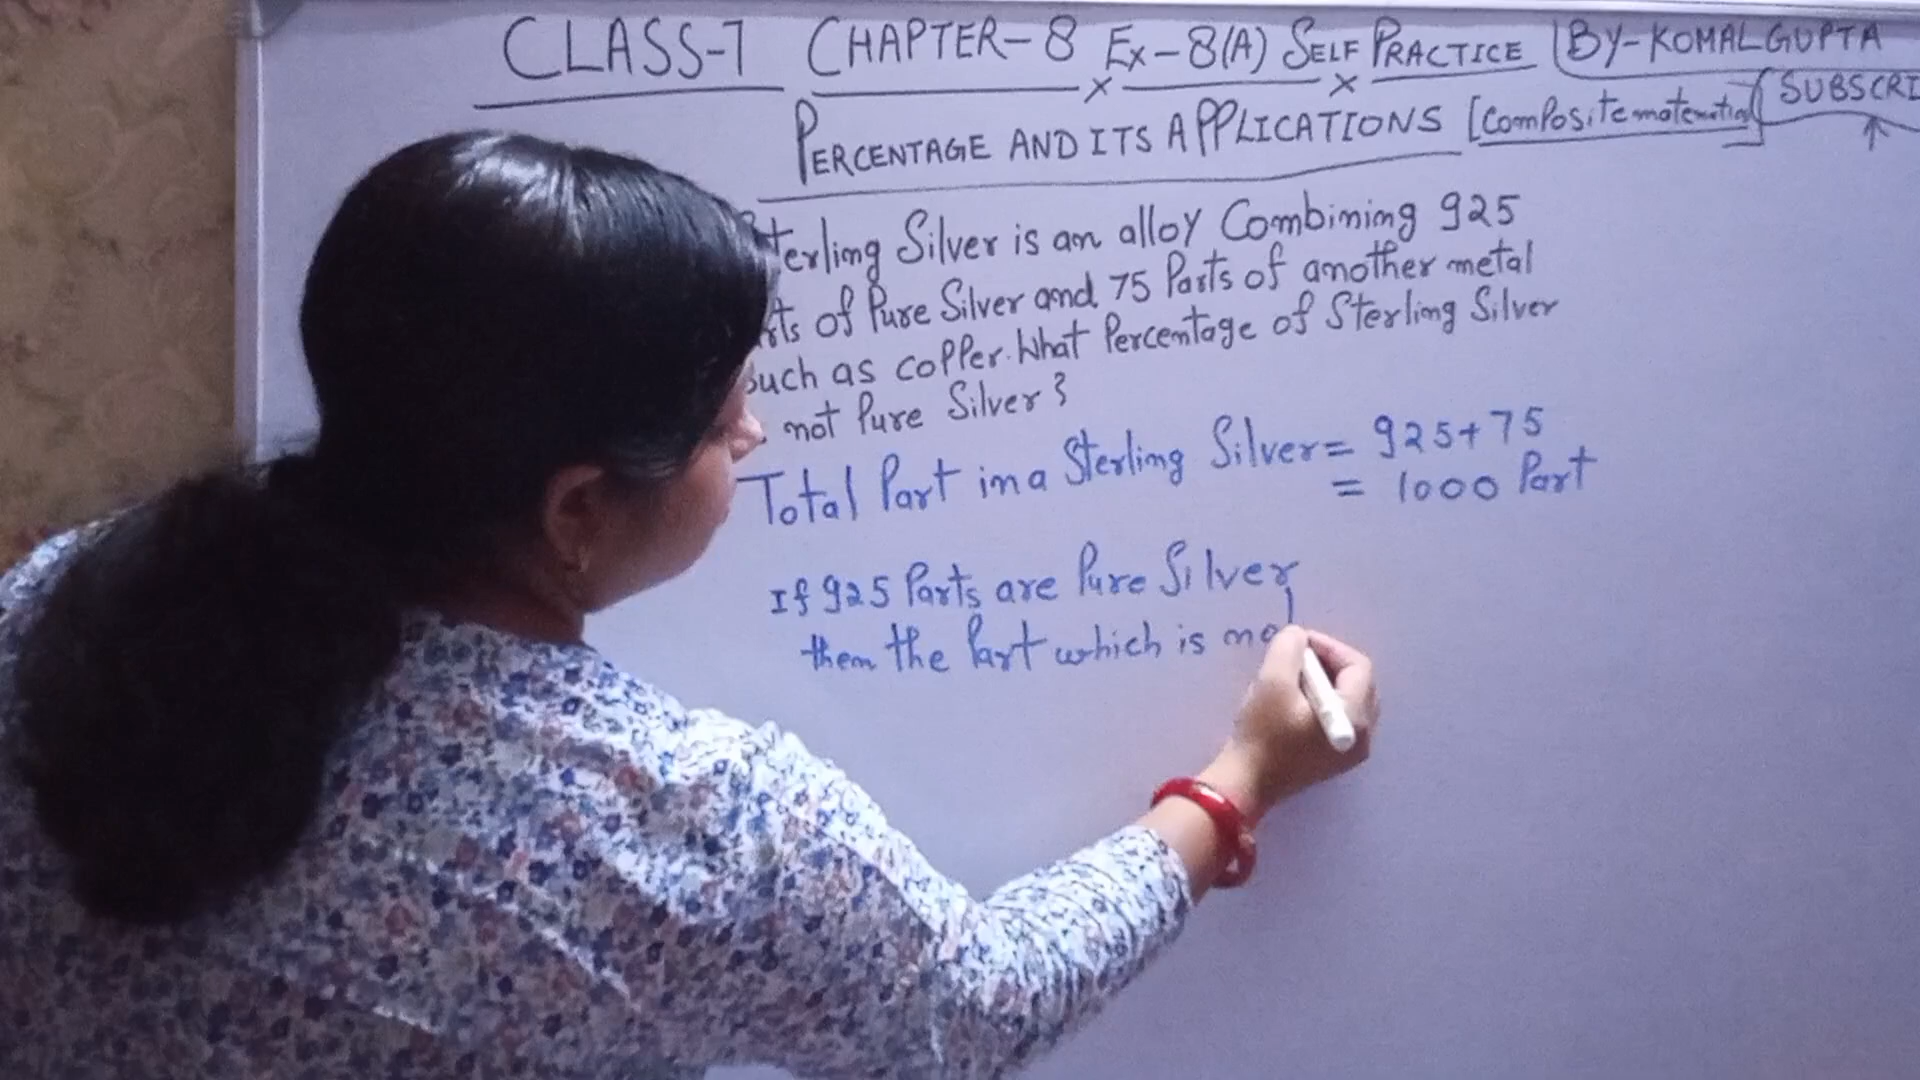 CLASS-7 CHAPTER-8 EX-8(A) SELF PRACTICE BY-KOMAL GUPTA
PERCENTAGE AND ITS APPLICATIONS [Composite matematics] SUBSCRI
terling Silver is an alloy Combining 925
rts of Pure Silver and 75 Parts of another metal
such as copper. What Percentage of Sterling Silver
not Pure Silver?
Total Part in a Sterling Silver = 925+75
= 1000 Part
If 925 Parts are Pure Silver,
then the Part which is no